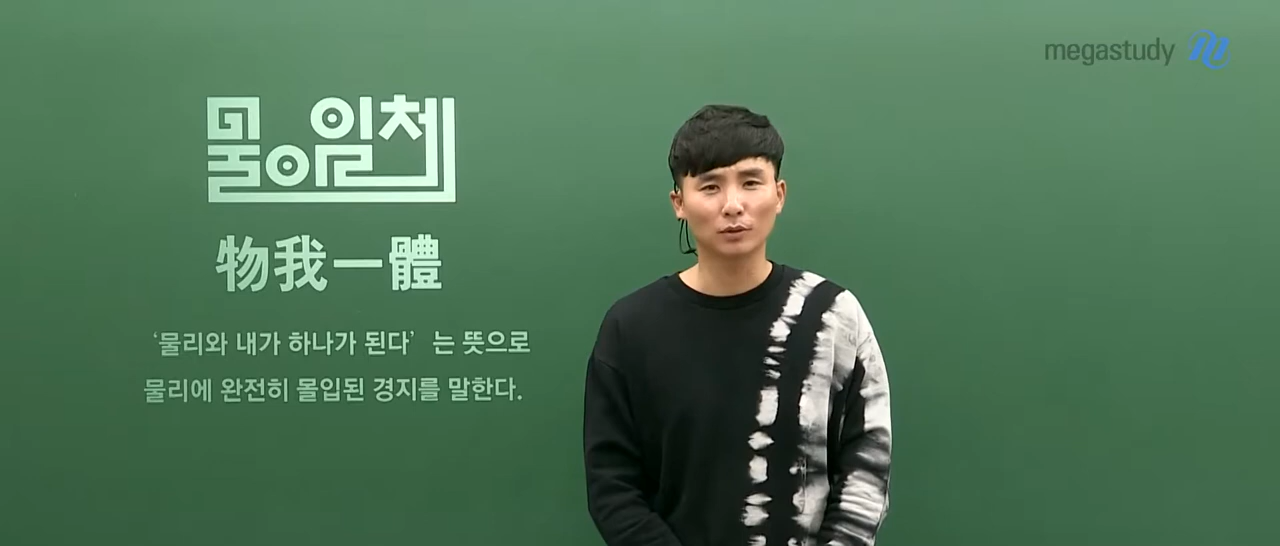 megastudy
물아일체
物我一體
‘물리와 내가 하나가 된다’는 뜻으로
물리에 완전히 몰입된 경지를 말한다.